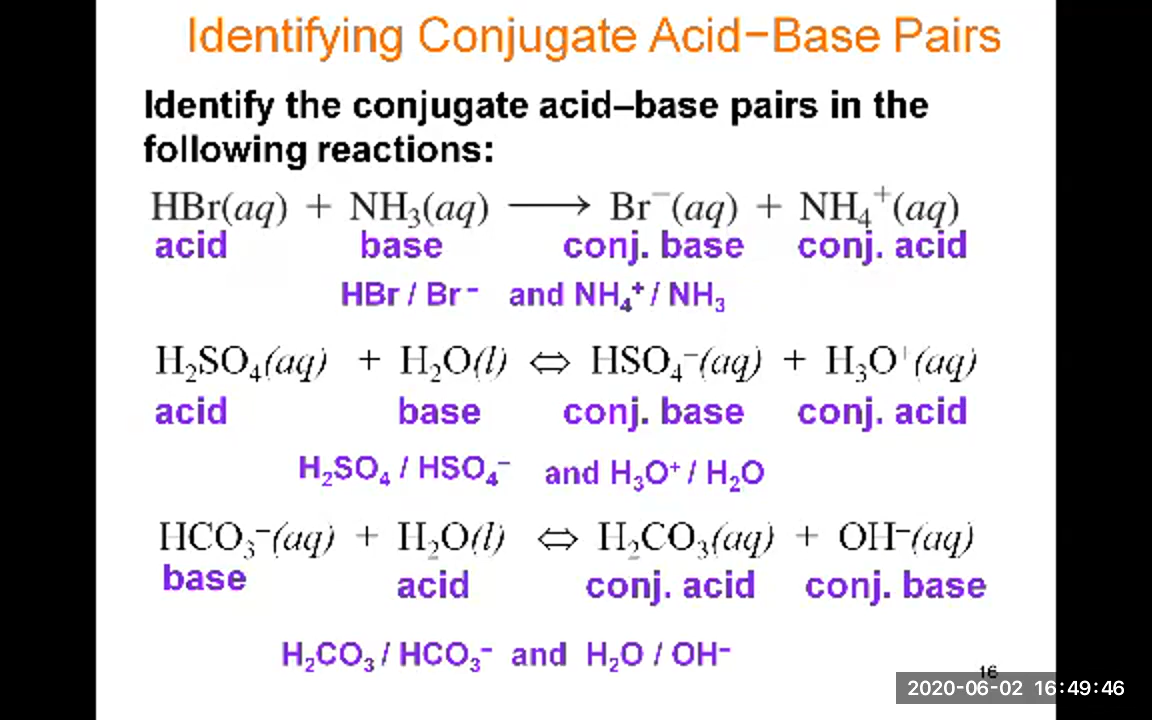 Identifying Conjugate Acid−Base Pairs
Identify the conjugate acid–base pairs in the
following reactions:
HBr(aq) + NH₃(aq) ⟶ Br⁻(aq) + NH₄⁺(aq)
acid base conj. base conj. acid
HBr / Br⁻ and NH₄⁺ / NH₃
H₂SO₄(aq) + H₂O(l) ⇔ HSO₄⁻(aq) + H₃O⁺(aq)
acid base conj. base conj. acid
H₂SO₄ / HSO₄⁻ and H₃O⁺ / H₂O
HCO₃⁻(aq) + H₂O(l) ⇔ H₂CO₃(aq) + OH⁻(aq)
base acid conj. acid conj. base
H₂CO₃ / HCO₃⁻ and H₂O / OH⁻
16
2020-06-02 16:49:46